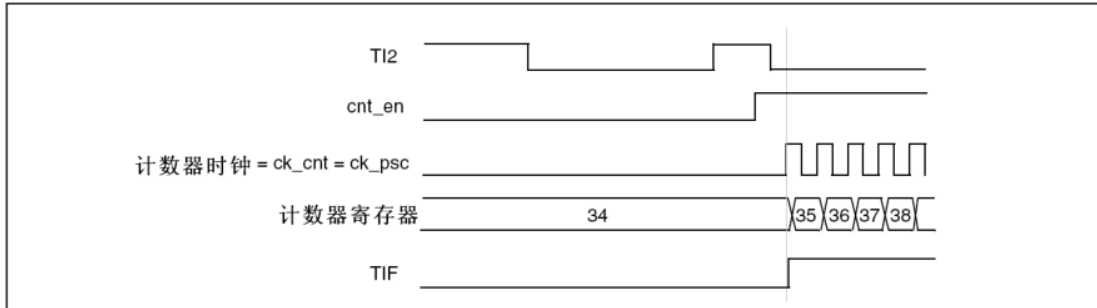 TI2
cnt_en
计数器时钟 = ck_cnt = ck_psc
计数器寄存器 34 35 36 37 38
TIF